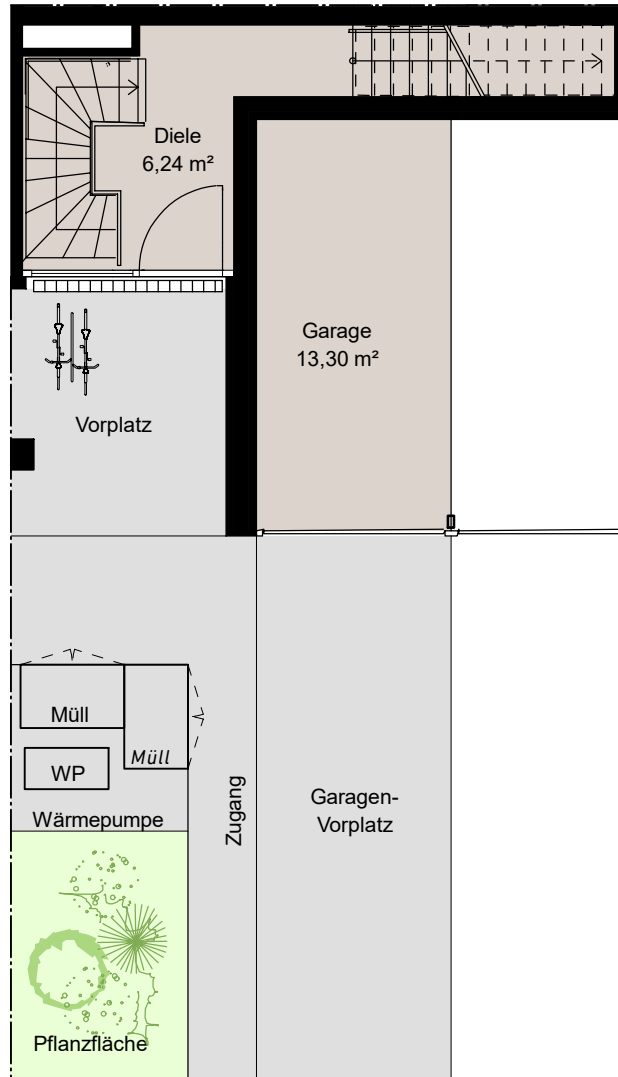 Diele
6,24 m²
Garage
13,30 m²
Vorplatz
Müll
Müll
WP
Wärmepumpe
Zugang
Garagen-
Vorplatz
Pflanzfläche